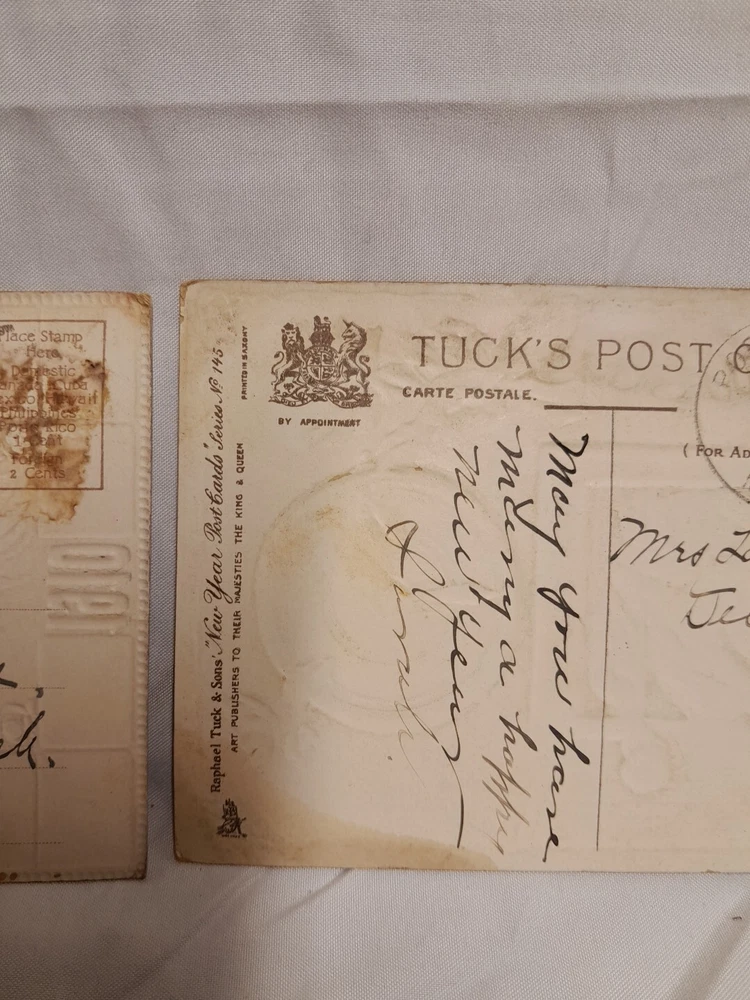 Place Stamp
Here
Domestic
Canada Cuba
Mexico Hawaii
Philippines
Porto Rico
1 Cent
Foreign
2 Cents
TUCK'S POST C
CARTE POSTALE.
BY APPOINTMENT
(FOR AD
Mrs
Raphael Tuck & Sons' "New Year Post Cards" Series No 145
ART PUBLISHERS TO THEIR MAJESTIES THE KING & QUEEN
PRINTED IN SAXONY
May you have
many a happy
New Year